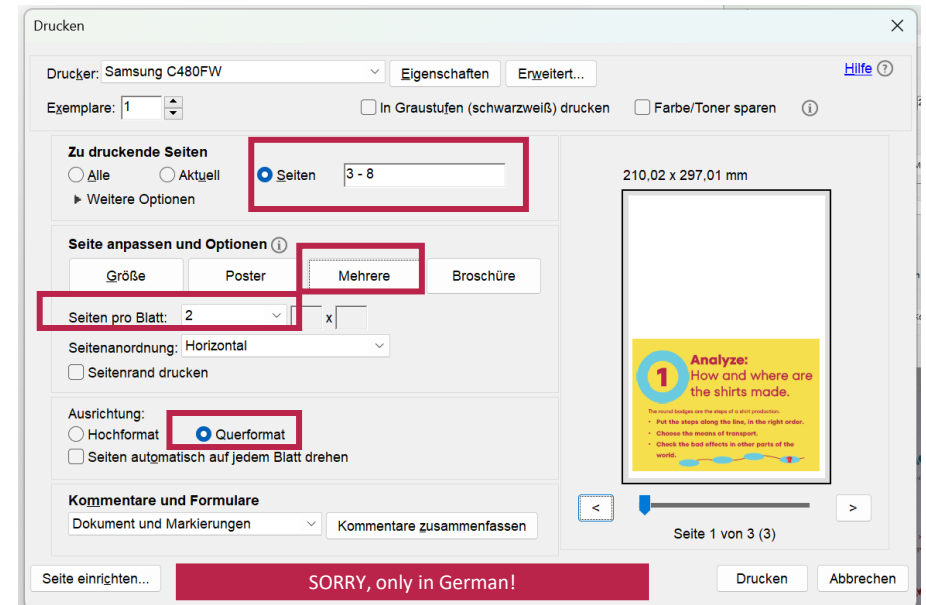 Drucken
Drucker: Samsung C480FW Eigenschaften Erweitert... Hilfe ?
Exemplare: 1 In Graustufen (schwarzweiß) drucken Farbe/Toner sparen i
Zu druckende Seiten
Alle Aktuell Seiten 3 - 8
Weitere Optionen
210,02 x 297,01 mm
Seite anpassen und Optionen i
Größe Poster Mehrere Broschüre
Seiten pro Blatt: 2 x
Seitenanordnung: Horizontal
Seitenrand drucken
Ausrichtung:
Hochformat Querformat
Seiten automatisch auf jedem Blatt drehen
1
Analyze:
How and where are
the shirts made.
The round badges are the steps of a shirt production.
• Put the steps along the line, in the right order.
• Choose the means of transport.
• Check the bad effects in other parts of the
world.
?
Kommentare und Formulare
Dokument und Markierungen Kommentare zusammenfassen
< >
Seite 1 von 3 (3)
Seite einrichten... SORRY, only in German! Drucken Abbrechen